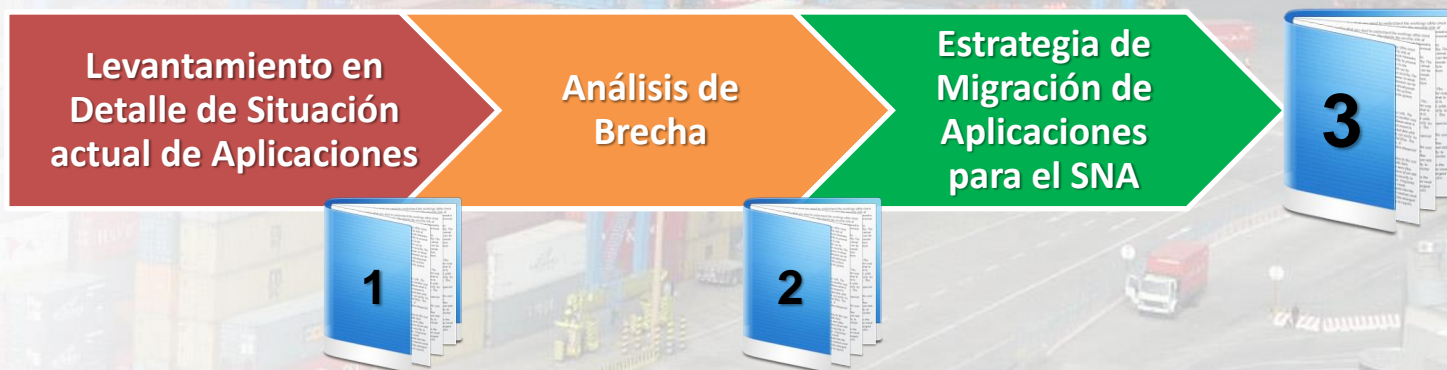 Levantamiento en
Detalle de Situación
actual de Aplicaciones
Análisis de
Brecha
Estrategia de
Migración de
Aplicaciones
para el SNA
1
2
3